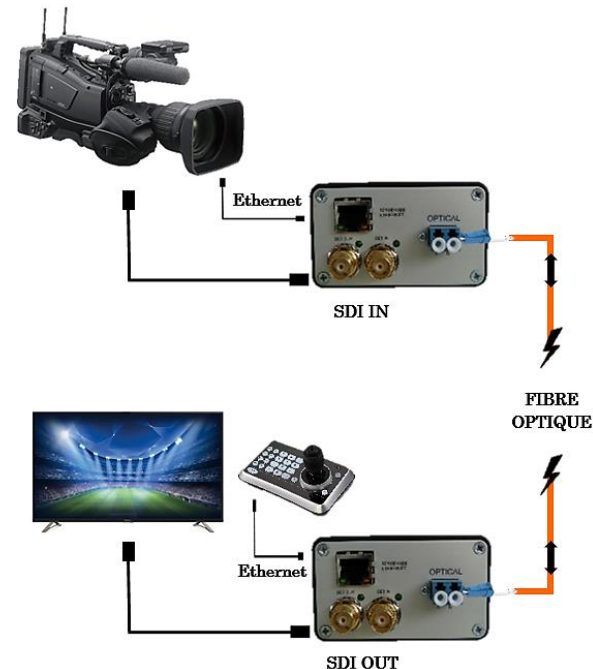 Ethernet
OPTICAL
SDI IN
FIBRE
OPTIQUE
Ethernet
OPTICAL
SDI OUT